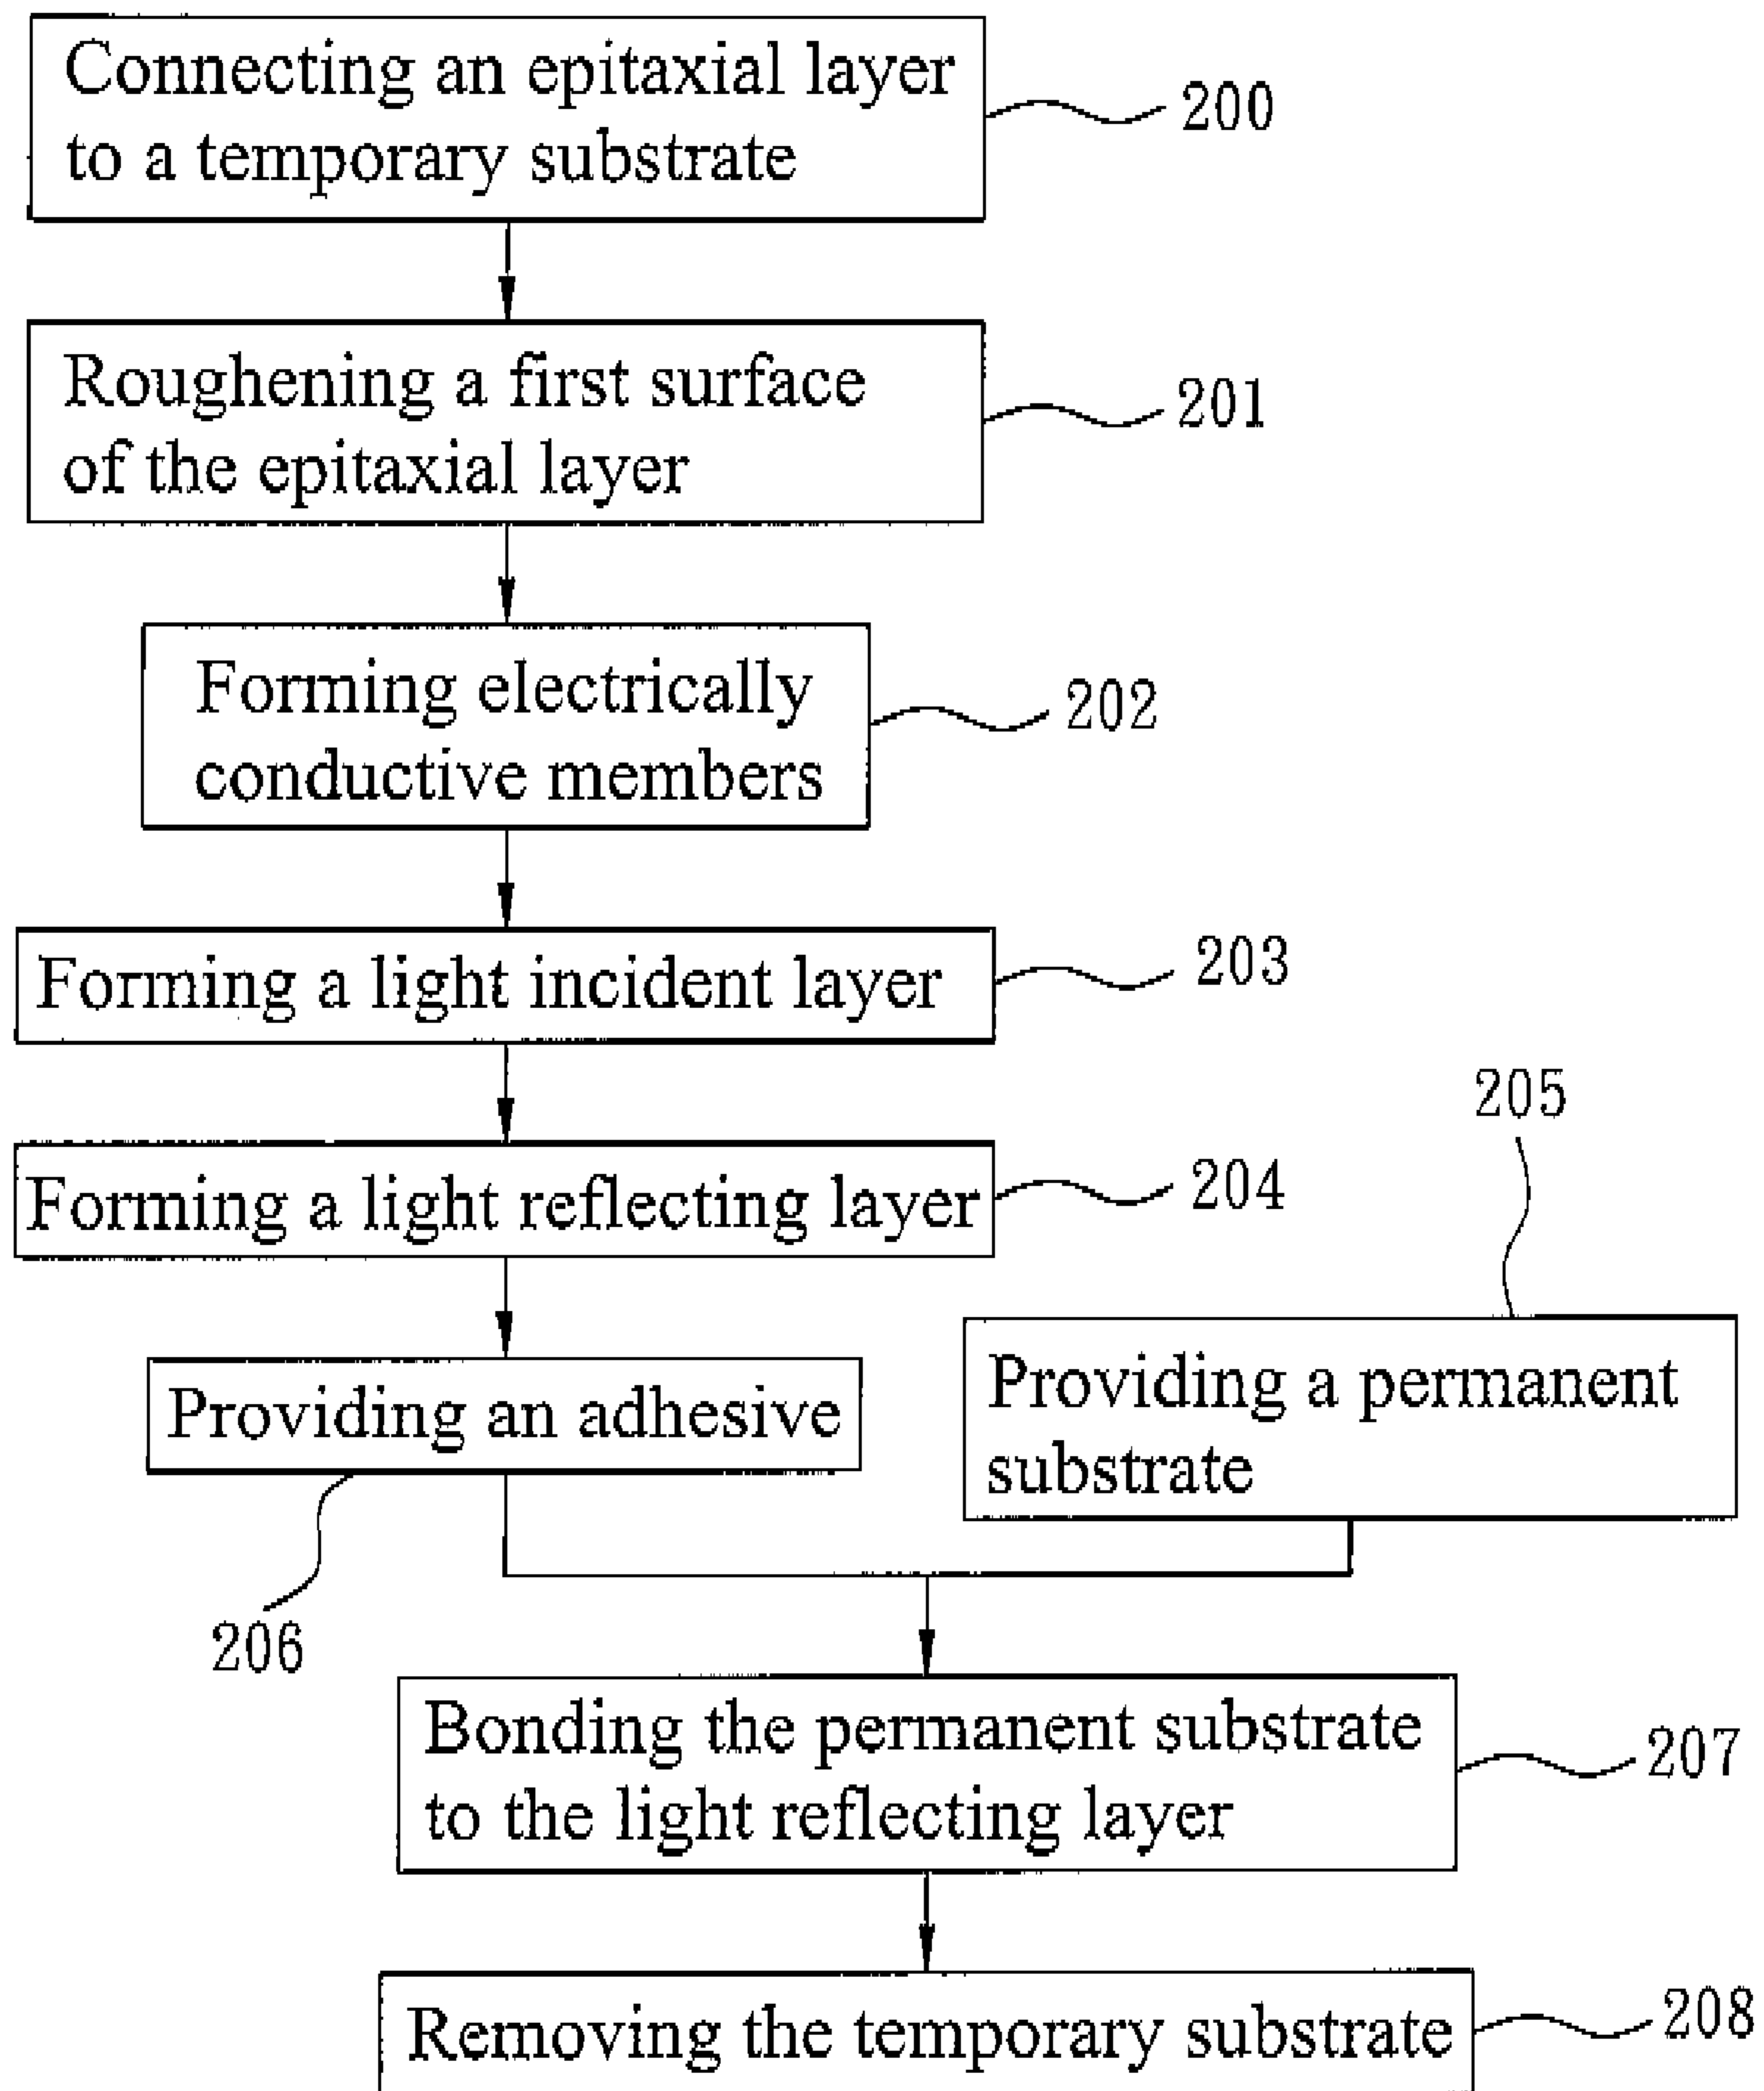 Connecting an epitaxial layer
to a temporary substrate
200
Roughening a first surface
of the epitaxial layer
201
Forming electrically
conductive members
202
Forming a light incident layer
203
Forming a light reflecting layer
204
205
Providing an adhesive
206
Providing a permanent
substrate
Bonding the permanent substrate
to the light reflecting layer
207
Removing the temporary substrate
208